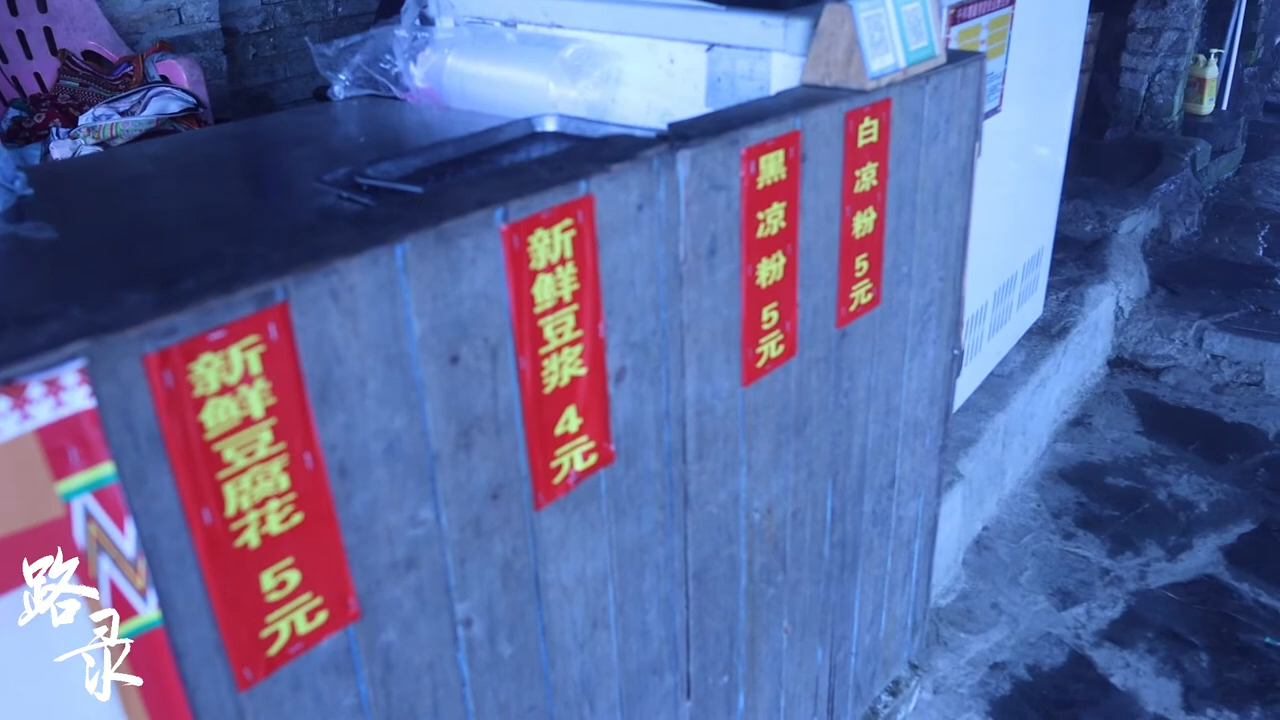 新鲜豆腐花 5元
新鲜豆浆 4元
黑凉粉 5元
白凉粉 5元
路录